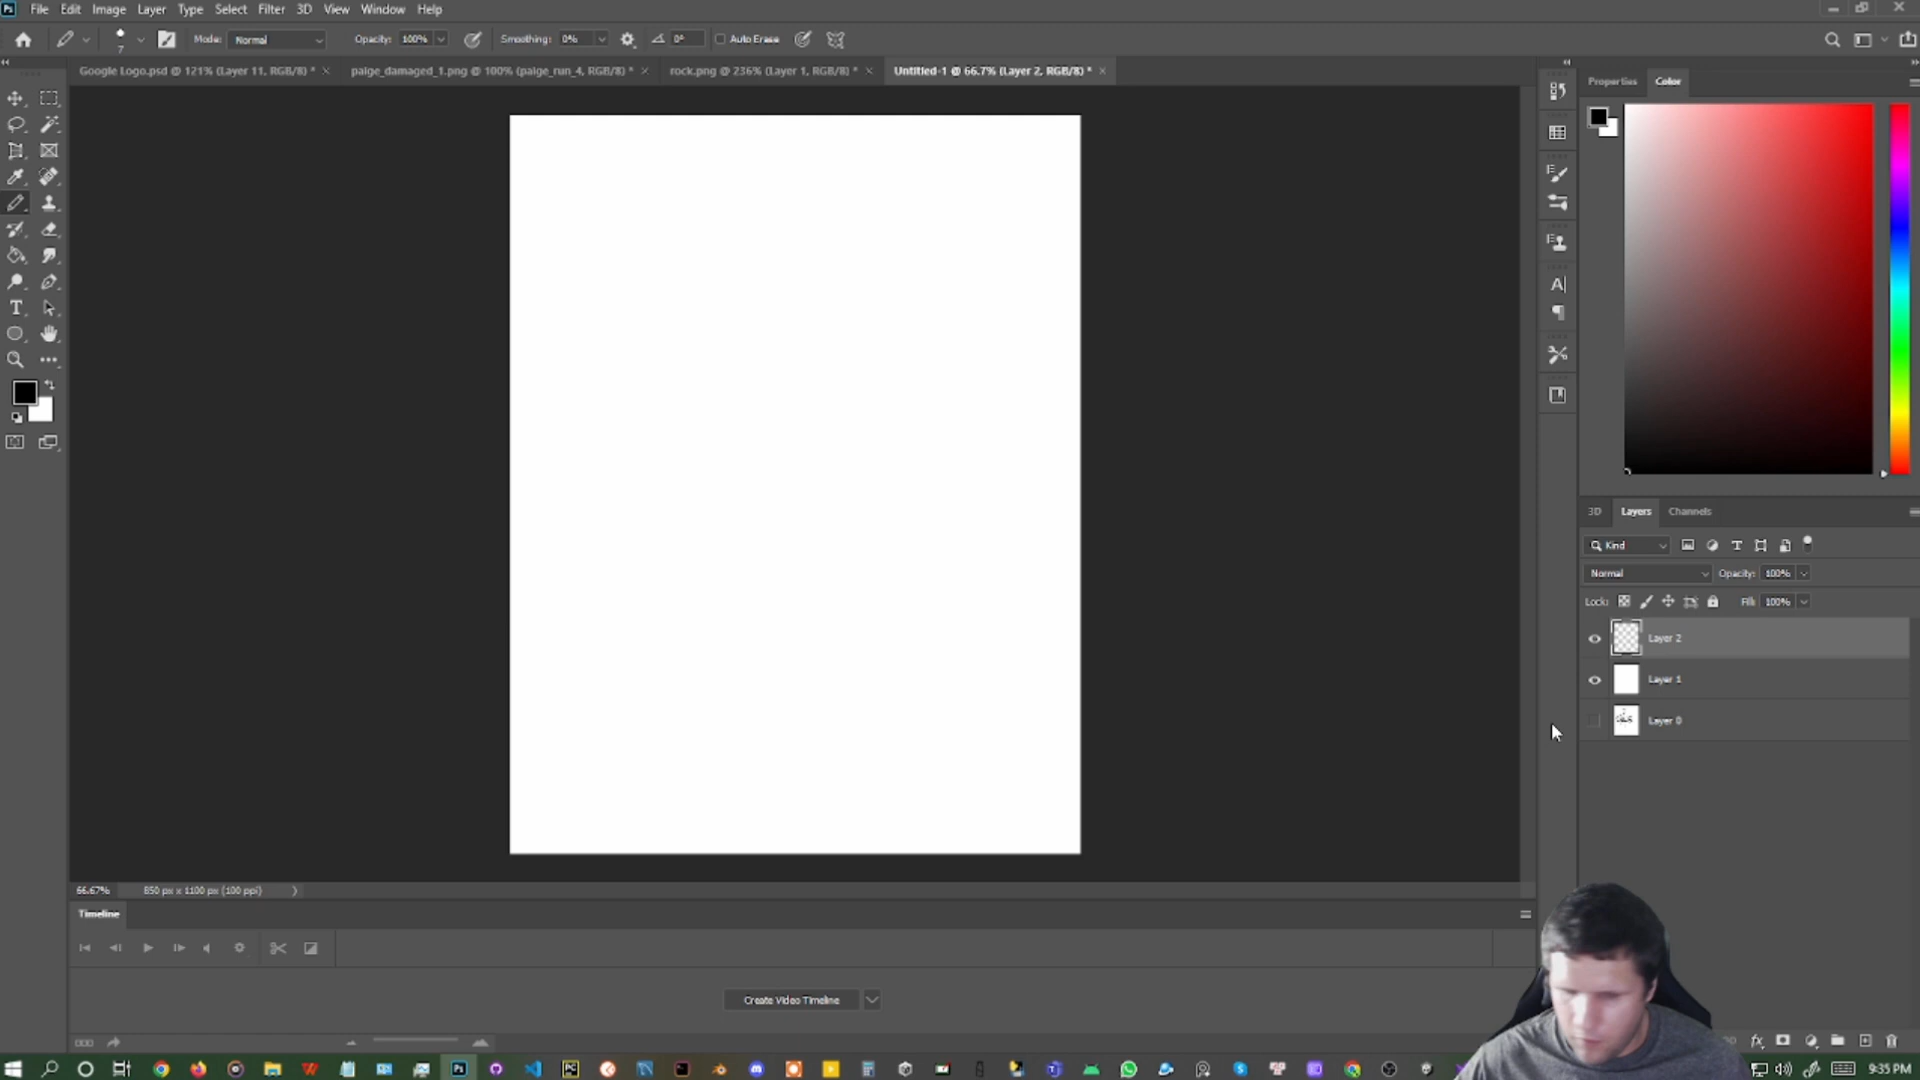 Ps File Edit Image Layer Type Select Filter 3D View Window Help
7 Mode: Normal Opacity: 100% Smoothing: 0% 0° Auto Erase
Google Logo.psd @ 121% (Layer 11, RGB/8) * × paige_damaged_1.png @ 100% (paige_run_4, RGB/8) * × rock.png @ 236% (Layer 1, RGB/8) * × Untitled-1 @ 66.7% (Layer 2, RGB/8) * ×
Properties Color
3D Layers Channels
Kind
Normal Opacity: 100%
Lock: Fill: 100%
Layer 2
Layer 1
Layer 0
66.67% 850 px x 1100 px (100 ppi)
Timeline
Create Video Timeline
9:35 PM